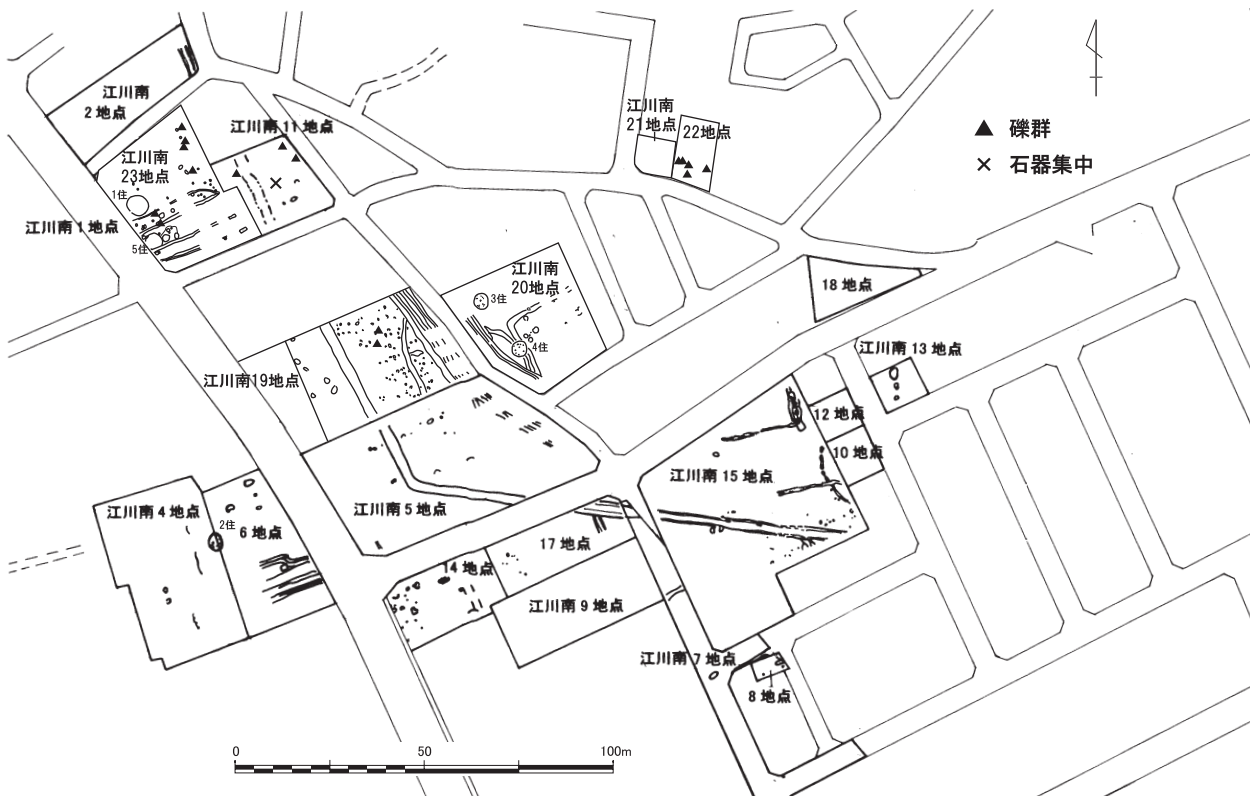 江川南
2地点
江川南11地点
江川南
23地点
1住
江川南1地点
5住
江川南
21地点
22地点
▲ 礫群
× 石器集中
江川南
20地点
3住
4住
18地点
江川南19地点
江川南13地点
12地点
10地点
江川南15地点
江川南4地点
2住
6地点
江川南5地点
17地点
14地点
江川南9地点
江川南7地点
8地点
0 50 100m